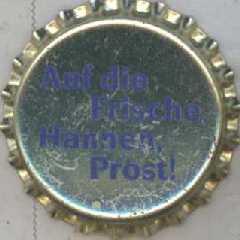 Auf die
Frische,
Hannen,
Prost!